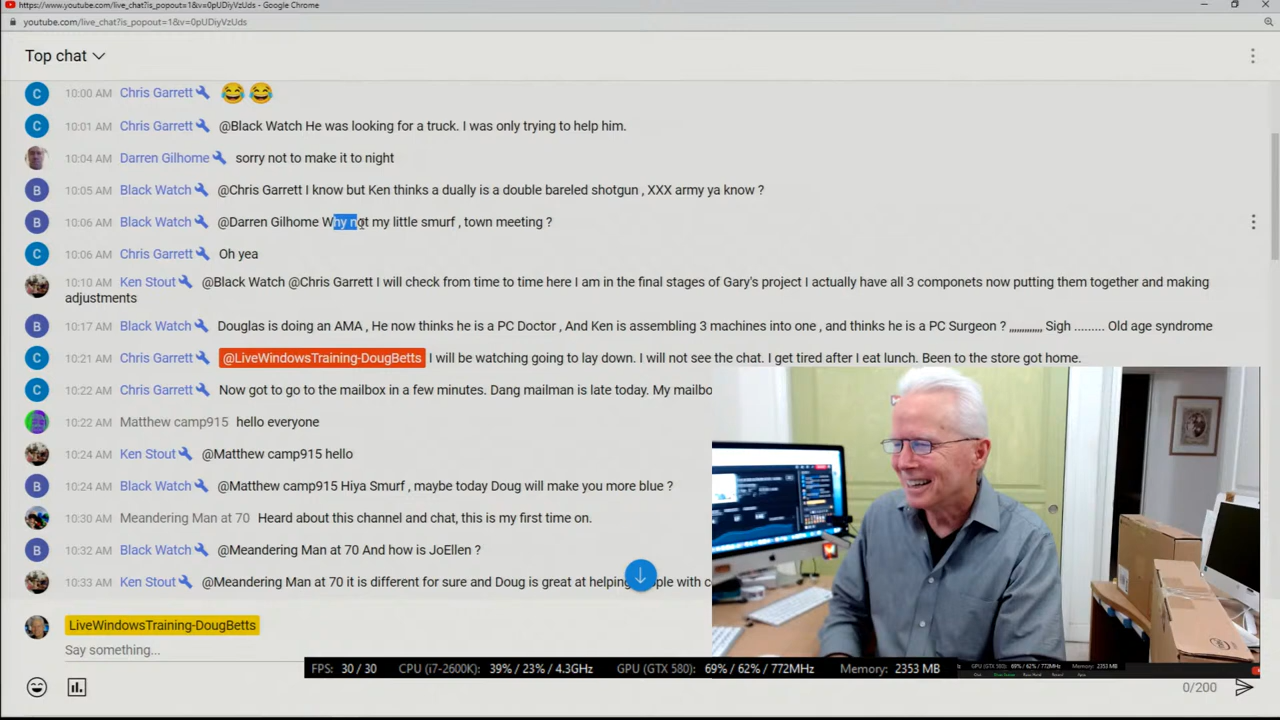 https://www.youtube.com/live_chat?is_popout=1&v=0pUDiyVzUds - Google Chrome
youtube.com/live_chat?is_popout=1&v=0pUDiyVzUds
Top chat
C 10:00 AM Chris Garrett 😂 😂
C 10:01 AM Chris Garrett @Black Watch He was looking for a truck. I was only trying to help him.
10:04 AM Darren Gilhome sorry not to make it to night
B 10:05 AM Black Watch @Chris Garrett I know but Ken thinks a dually is a double bareled shotgun , XXX army ya know ?
B 10:06 AM Black Watch @Darren Gilhome Why not my little smurf , town meeting ?
C 10:06 AM Chris Garrett Oh yea
10:10 AM Ken Stout @Black Watch @Chris Garrett I will check from time to time here I am in the final stages of Gary's project I actually have all 3 componets now putting them together and making
adjustments
B 10:17 AM Black Watch Douglas is doing an AMA , He now thinks he is a PC Doctor , And Ken is assembling 3 machines into one , and thinks he is a PC Surgeon ? ,,,,,,,,,,,, Sigh ......... Old age syndrome
C 10:21 AM Chris Garrett @LiveWindowsTraining-DougBetts I will be watching going to lay down. I will not see the chat. I get tired after I eat lunch. Been to the store got home.
C 10:22 AM Chris Garrett Now got to go to the mailbox in a few minutes. Dang mailman is late today. My mailbo
10:22 AM Matthew camp915 hello everyone
10:24 AM Ken Stout @Matthew camp915 hello
B 10:24 AM Black Watch @Matthew camp915 Hiya Smurf , maybe today Doug will make you more blue ?
10:30 AM Meandering Man at 70 Heard about this channel and chat, this is my first time on.
B 10:32 AM Black Watch @Meandering Man at 70 And how is JoEllen ?
10:33 AM Ken Stout @Meandering Man at 70 it is different for sure and Doug is great at helping people with c
LiveWindowsTraining-DougBetts
Say something...
FPS: 30 / 30 CPU (i7-2600K): 39% / 23% / 4.3GHz GPU (GTX 580): 69% / 62% / 772MHz Memory: 2353 MB
GPU (GTX 580): 69% / 62% / 772MHz Memory: 2353 MB
0/200